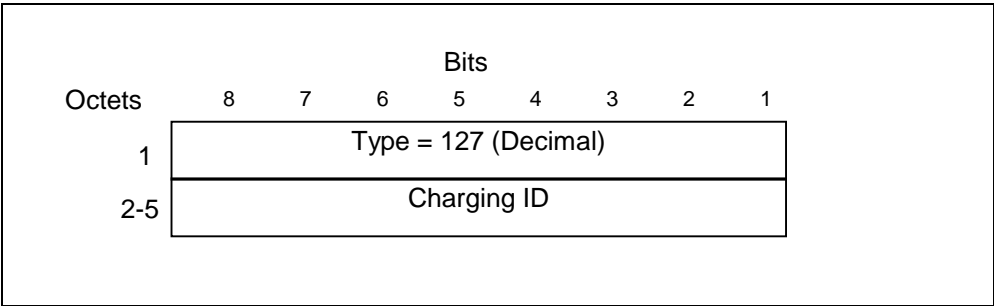 Bits
Octets 8 7 6 5 4 3 2 1
1 Type = 127 (Decimal)
2-5 Charging ID